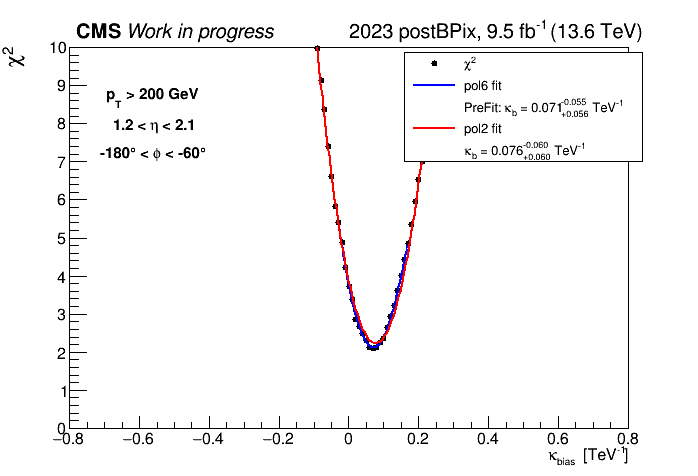 CMS Work in progress 2023 postBPix, 9.5 fb⁻¹ (13.6 TeV)
χ²
10
9
8
7
6
5
4
3
2
1
0
p_T > 200 GeV
1.2 < η < 2.1
-180° < ϕ < -60°
χ²
pol6 fit
PreFit: κ_b = 0.071 -0.055 +0.056 TeV⁻¹
pol2 fit
κ_b = 0.076 -0.060 +0.060 TeV⁻¹
−0.8 −0.6 −0.4 −0.2 0 0.2 0.4 0.6 0.8
κ_bias [TeV⁻¹]